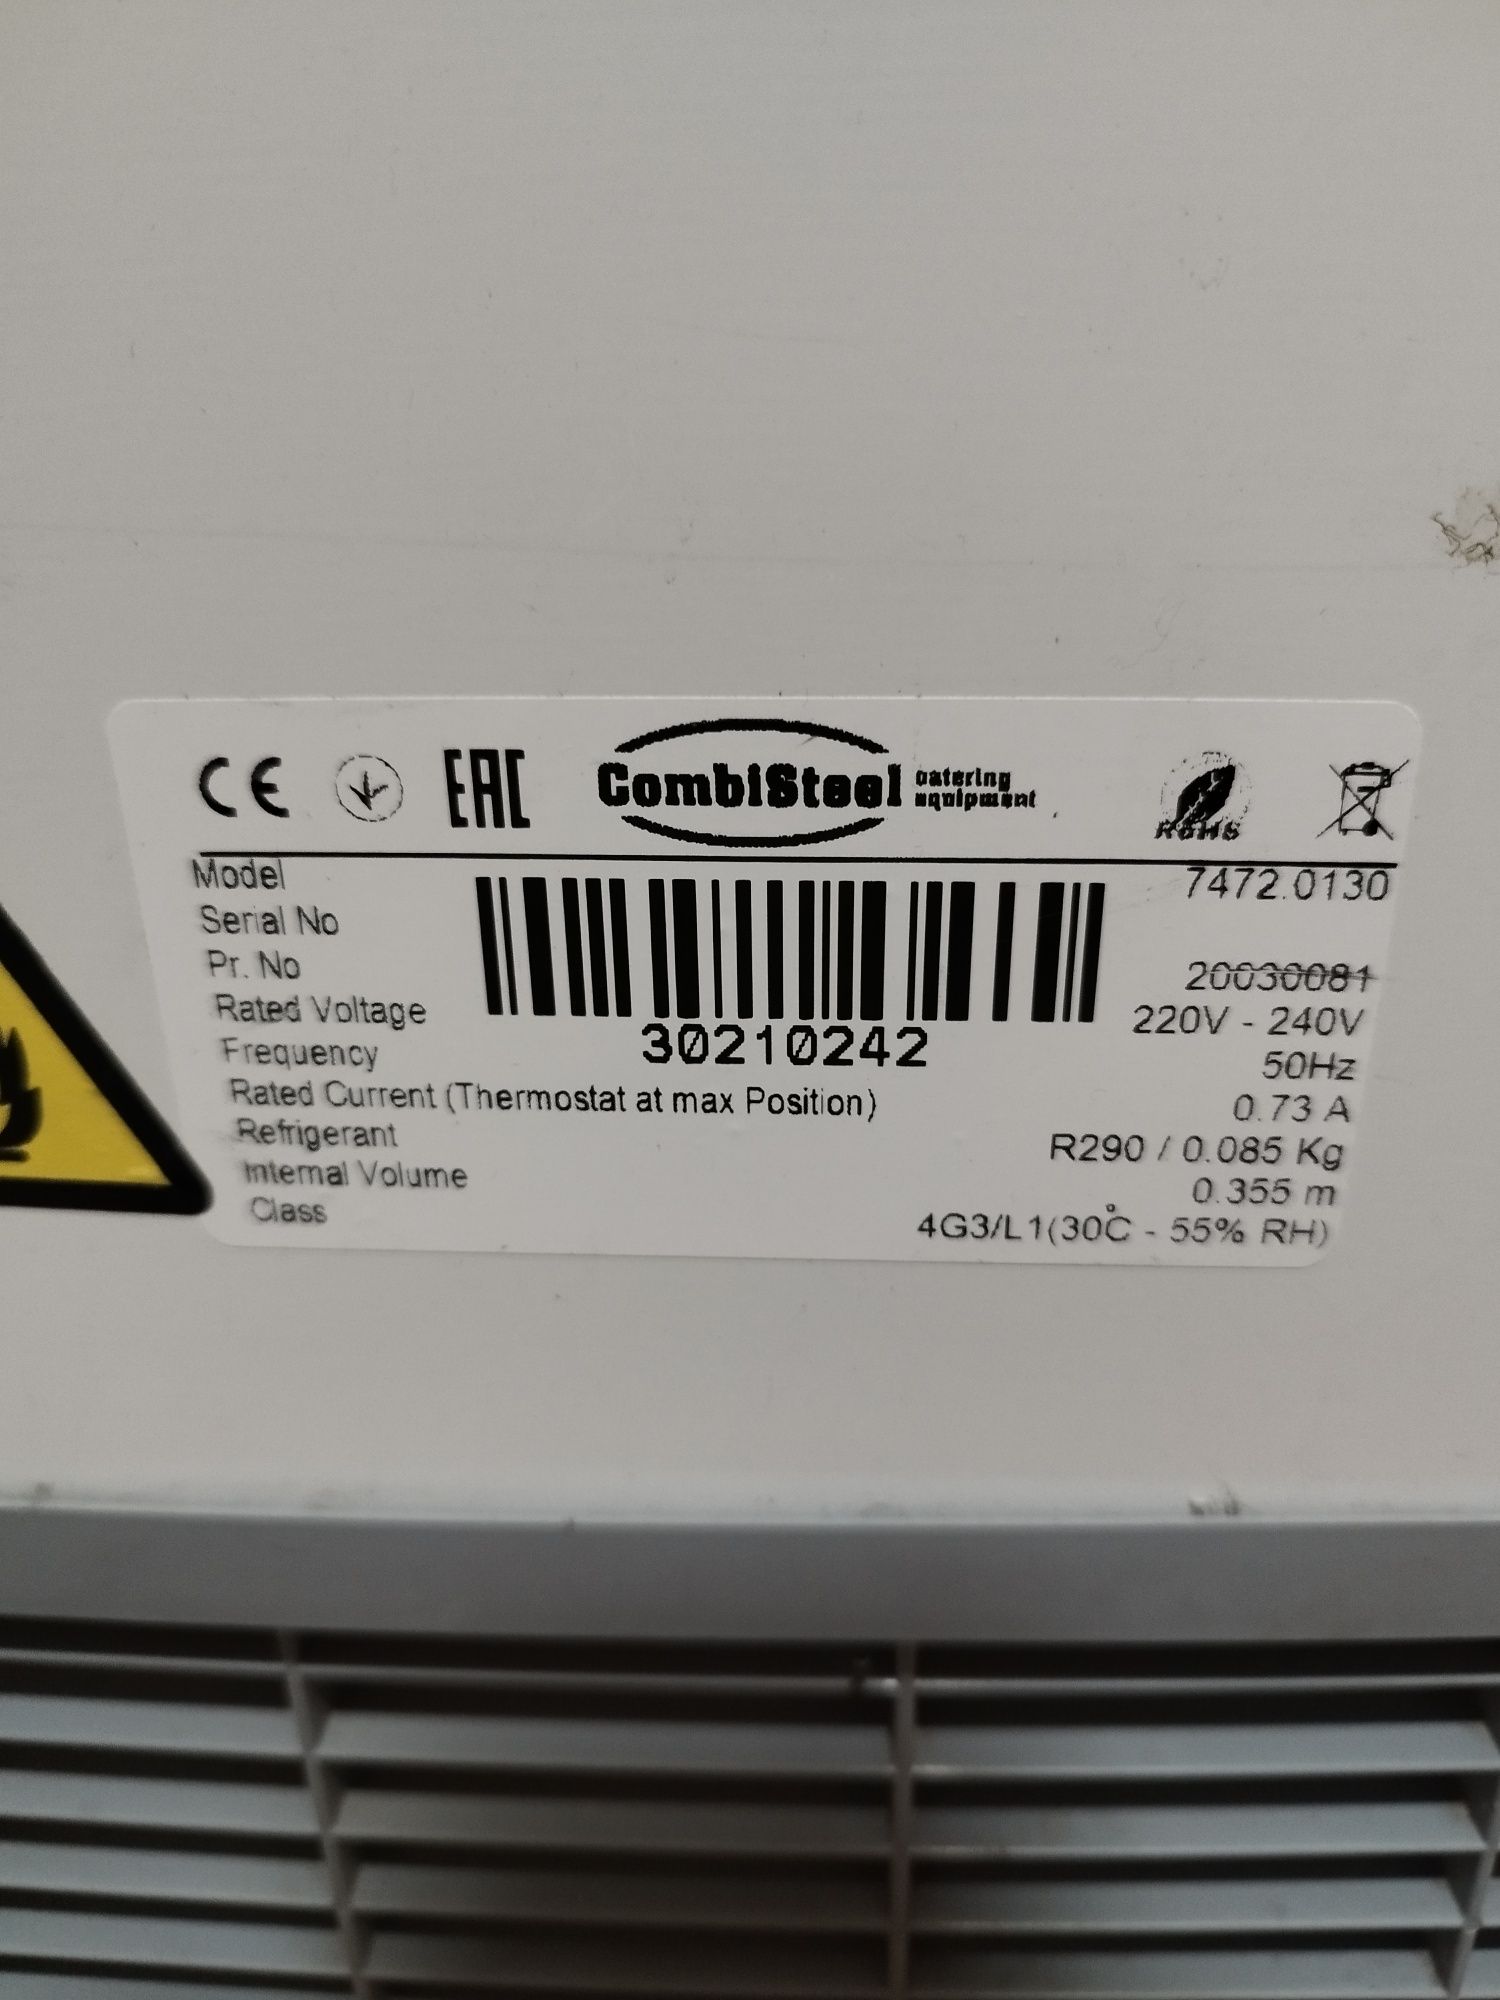 CE EAC CombiSteel catering equipment RoHS
Model 7472.0130
Serial No
Pr. No 20030081
Rated Voltage 220V - 240V
30210242
Frequency 50Hz
Rated Current (Thermostat at max Position) 0.73 A
Refrigerant R290 / 0.085 Kg
Internal Volume 0.355 m
Class 4G3/L1(30°C - 55% RH)